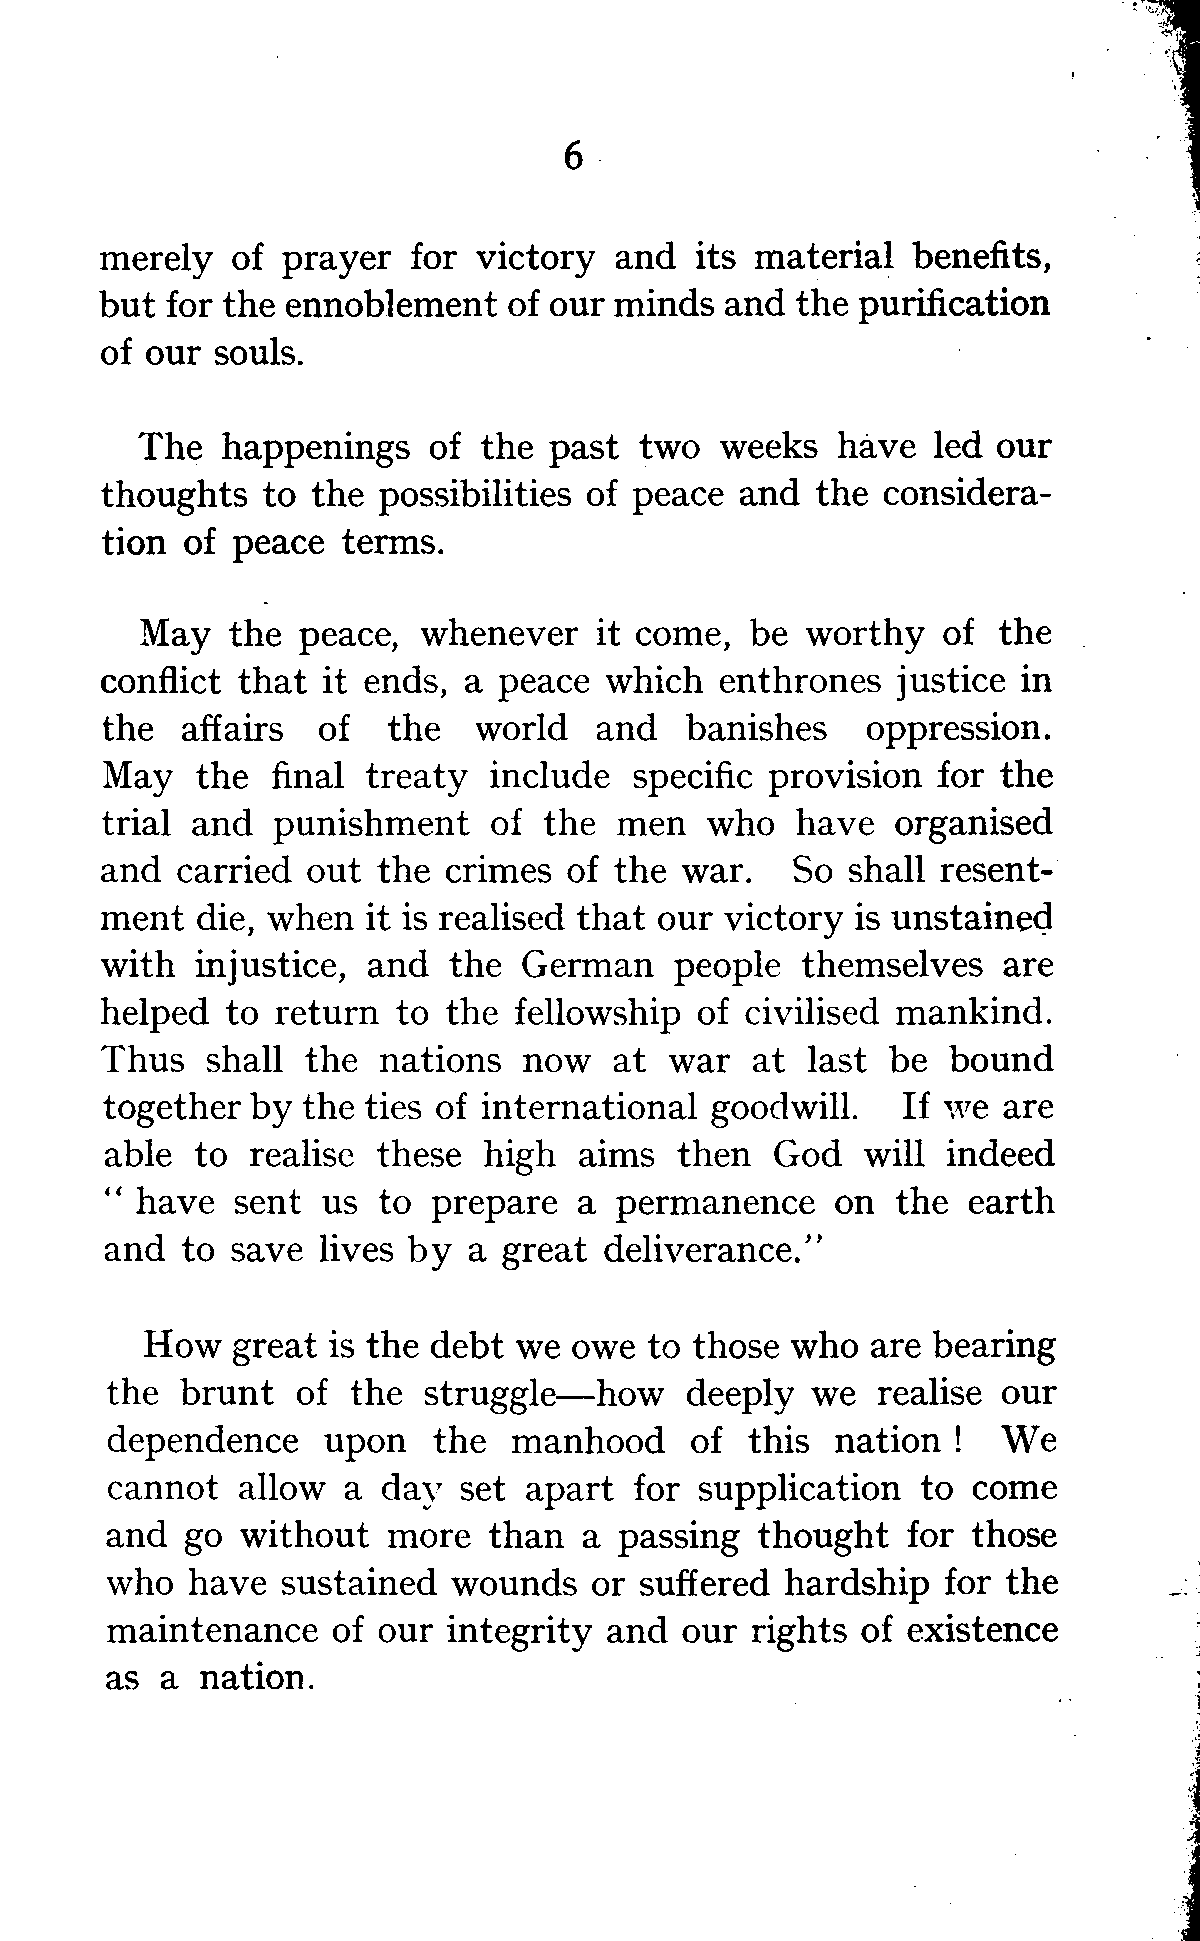 6
merely of prayer for victory and its material benefits,
but for the ennoblement of our minds and the purification
of our souls.
The happenings of the past two weeks have led our
thoughts to the possibilities of peace and the considera-
tion of peace terms.
May the peace, whenever it come, be worthy of the
conflict that it ends, a peace which enthrones justice in
the affairs of the world and banishes oppression.
May the final treaty include specific provision for the
trial and punishment of the men who have organised
and carried out the crimes of the war. So shall resent-
ment die, when it is realised that our victory is unstained
with injustice, and the German people themselves are
helped to return to the fellowship of civilised mankind.
Thus shall the nations now at war at last be bound
together by the ties of international goodwill. If we are
able to realise these high aims then God will indeed
“ have sent us to prepare a permanence on the earth
and to save lives by a great deliverance.”
How great is the debt we owe to those who are bearing
the brunt of the struggle—how deeply we realise our
dependence upon the manhood of this nation ! We
cannot allow a day set apart for supplication to come
and go without more than a passing thought for those
who have sustained wounds or suffered hardship for the
maintenance of our integrity and our rights of existence
as a nation.